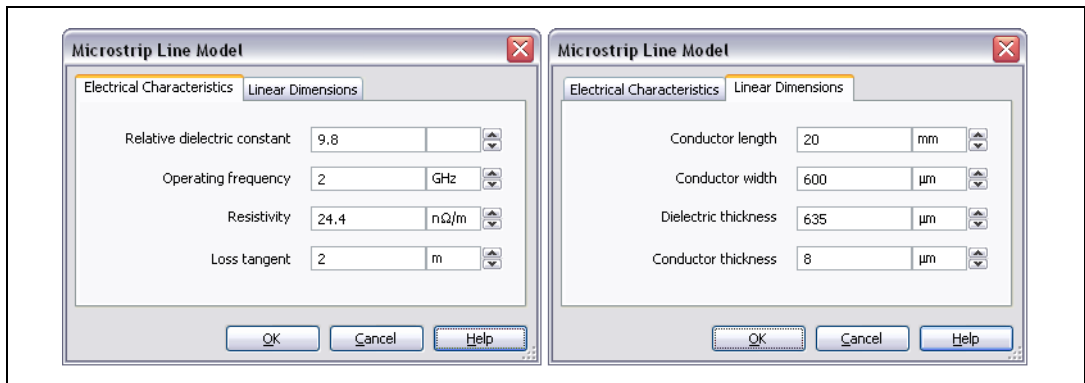 Microstrip Line Model
Electrical Characteristics Linear Dimensions
Relative dielectric constant 9.8
Operating frequency 2 GHz
Resistivity 24.4 nΩ/m
Loss tangent 2 m
OK Cancel Help
Microstrip Line Model
Electrical Characteristics Linear Dimensions
Conductor length 20 mm
Conductor width 600 µm
Dielectric thickness 635 µm
Conductor thickness 8 µm
OK Cancel Help